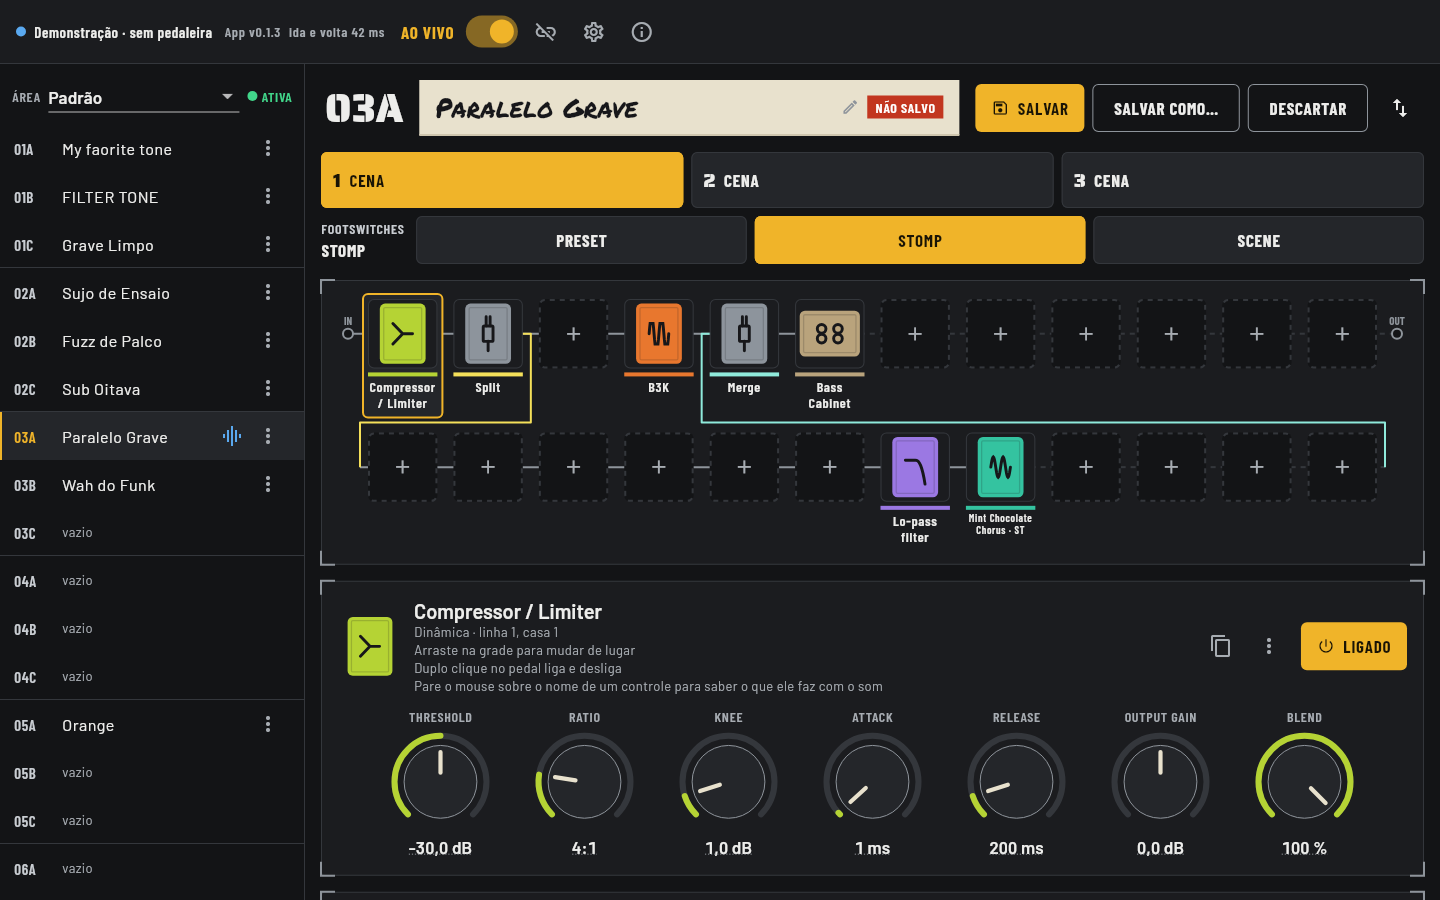 Demonstração · sem pedaleira App v0.1.3 Ida e volta 42 ms AO VIVO
ÁREA Padrão ATIVA
01A My faorite tone
01B FILTER TONE
01C Grave Limpo
02A Sujo de Ensaio
02B Fuzz de Palco
02C Sub Oitava
03A Paralelo Grave
03B Wah do Funk
03C vazio
04A vazio
04B vazio
04C vazio
05A Orange
05B vazio
05C vazio
06A vazio
03A Paralelo Grave NÃO SALVO SALVAR SALVAR COMO... DESCARTAR
1 CENA 2 CENA 3 CENA
FOOTSWITCHES
STOMP
PRESET STOMP SCENE
IN OUT
88
Compressor
/ Limiter
Split
B3K
Merge
Bass
Cabinet
Lo-pass
filter
Mint Chocolate
Chorus · ST
Compressor / Limiter
Dinâmica · linha 1, casa 1
Arraste na grade para mudar de lugar
Duplo clique no pedal liga e desliga
Pare o mouse sobre o nome de um controle para saber o que ele faz com o som
LIGADO
THRESHOLD RATIO KNEE ATTACK RELEASE OUTPUT GAIN BLEND
-30,0 dB 4:1 1,0 dB 1 ms 200 ms 0,0 dB 100 %